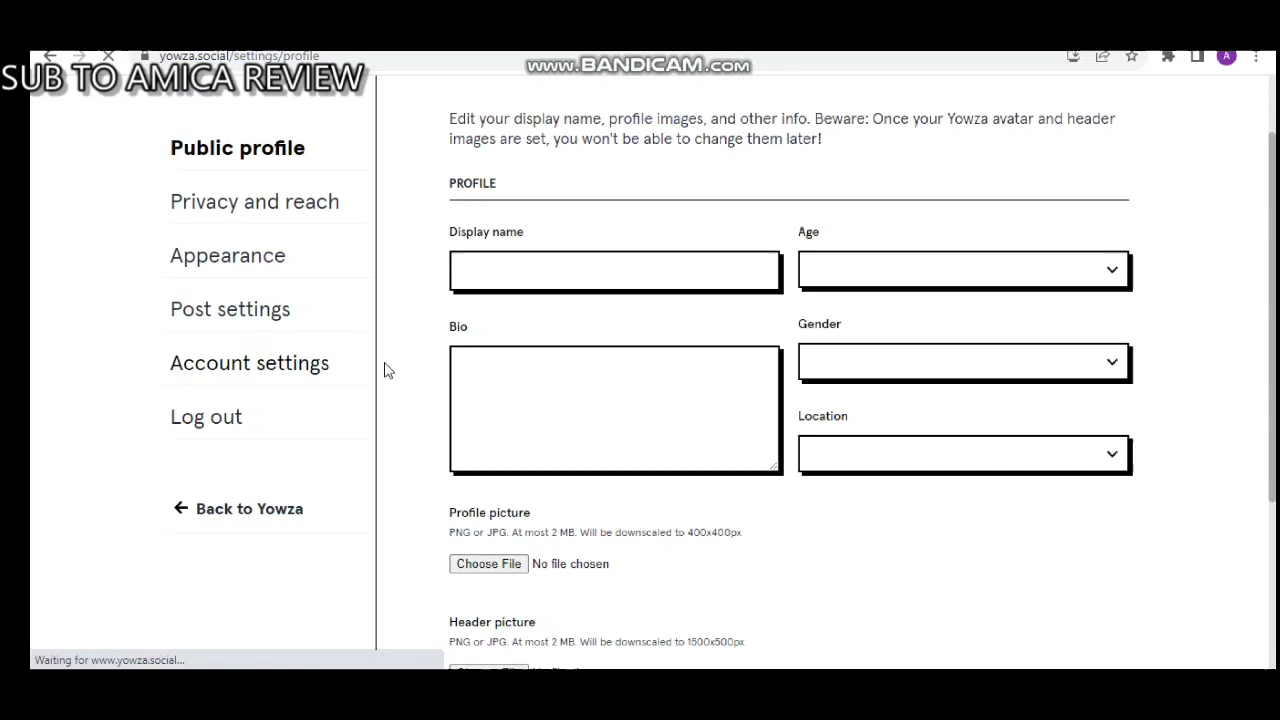 yowza.social/settings/profile
www.BANDICAM.com
SUB TO AMICA REVIEW
A
Public profile
Privacy and reach
Appearance
Post settings
Account settings
Log out
Back to Yowza
Edit your display name, profile images, and other info. Beware: Once your Yowza avatar and header
images are set, you won't be able to change them later!
PROFILE
Display name
Age
Bio
Gender
Location
Profile picture
PNG or JPG. At most 2 MB. Will be downscaled to 400x400px
Choose File No file chosen
Header picture
PNG or JPG. At most 2 MB. Will be downscaled to 1500x500px
Waiting for www.yowza.social...